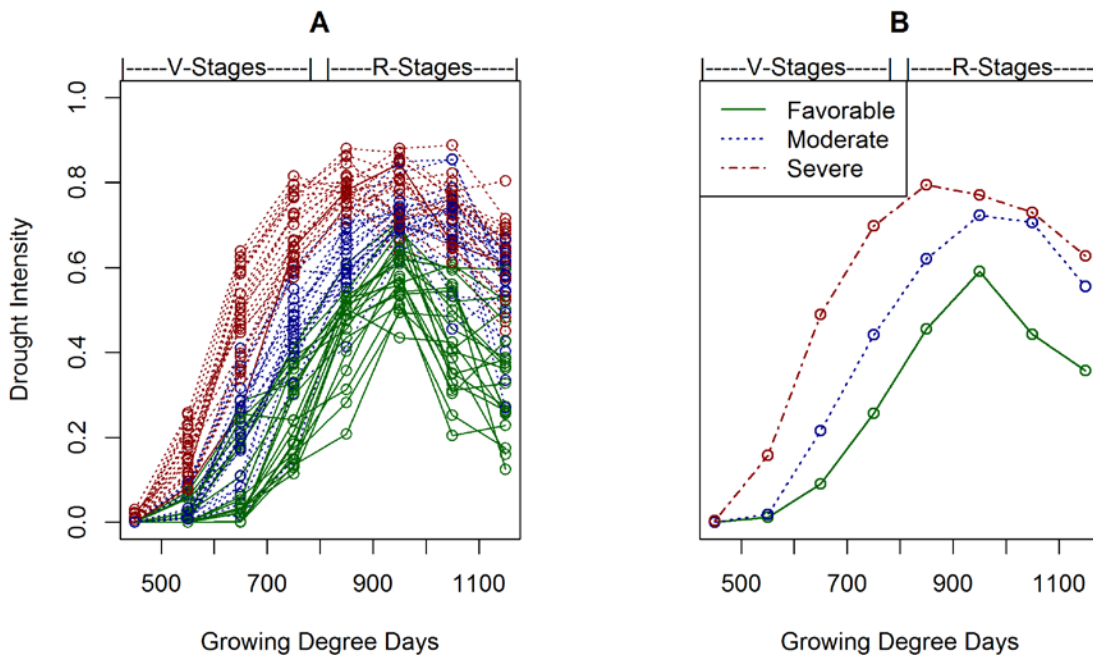 A
|-----V-Stages-----| |-----R-Stages-----|
1.0
0.8
0.6
0.4
0.2
0.0
Drought Intensity
500 700 900 1100
Growing Degree Days
B
|-----V-Stages-----| |-----R-Stages-----
Favorable
Moderate
Severe
500 700 900 1100
Growing Degree Days